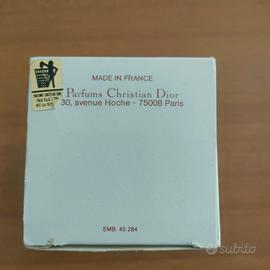 MADE IN FRANCE
Parfums Christian Dior
30, avenue Hoche - 75008 Paris
EMB. 45 284
subito